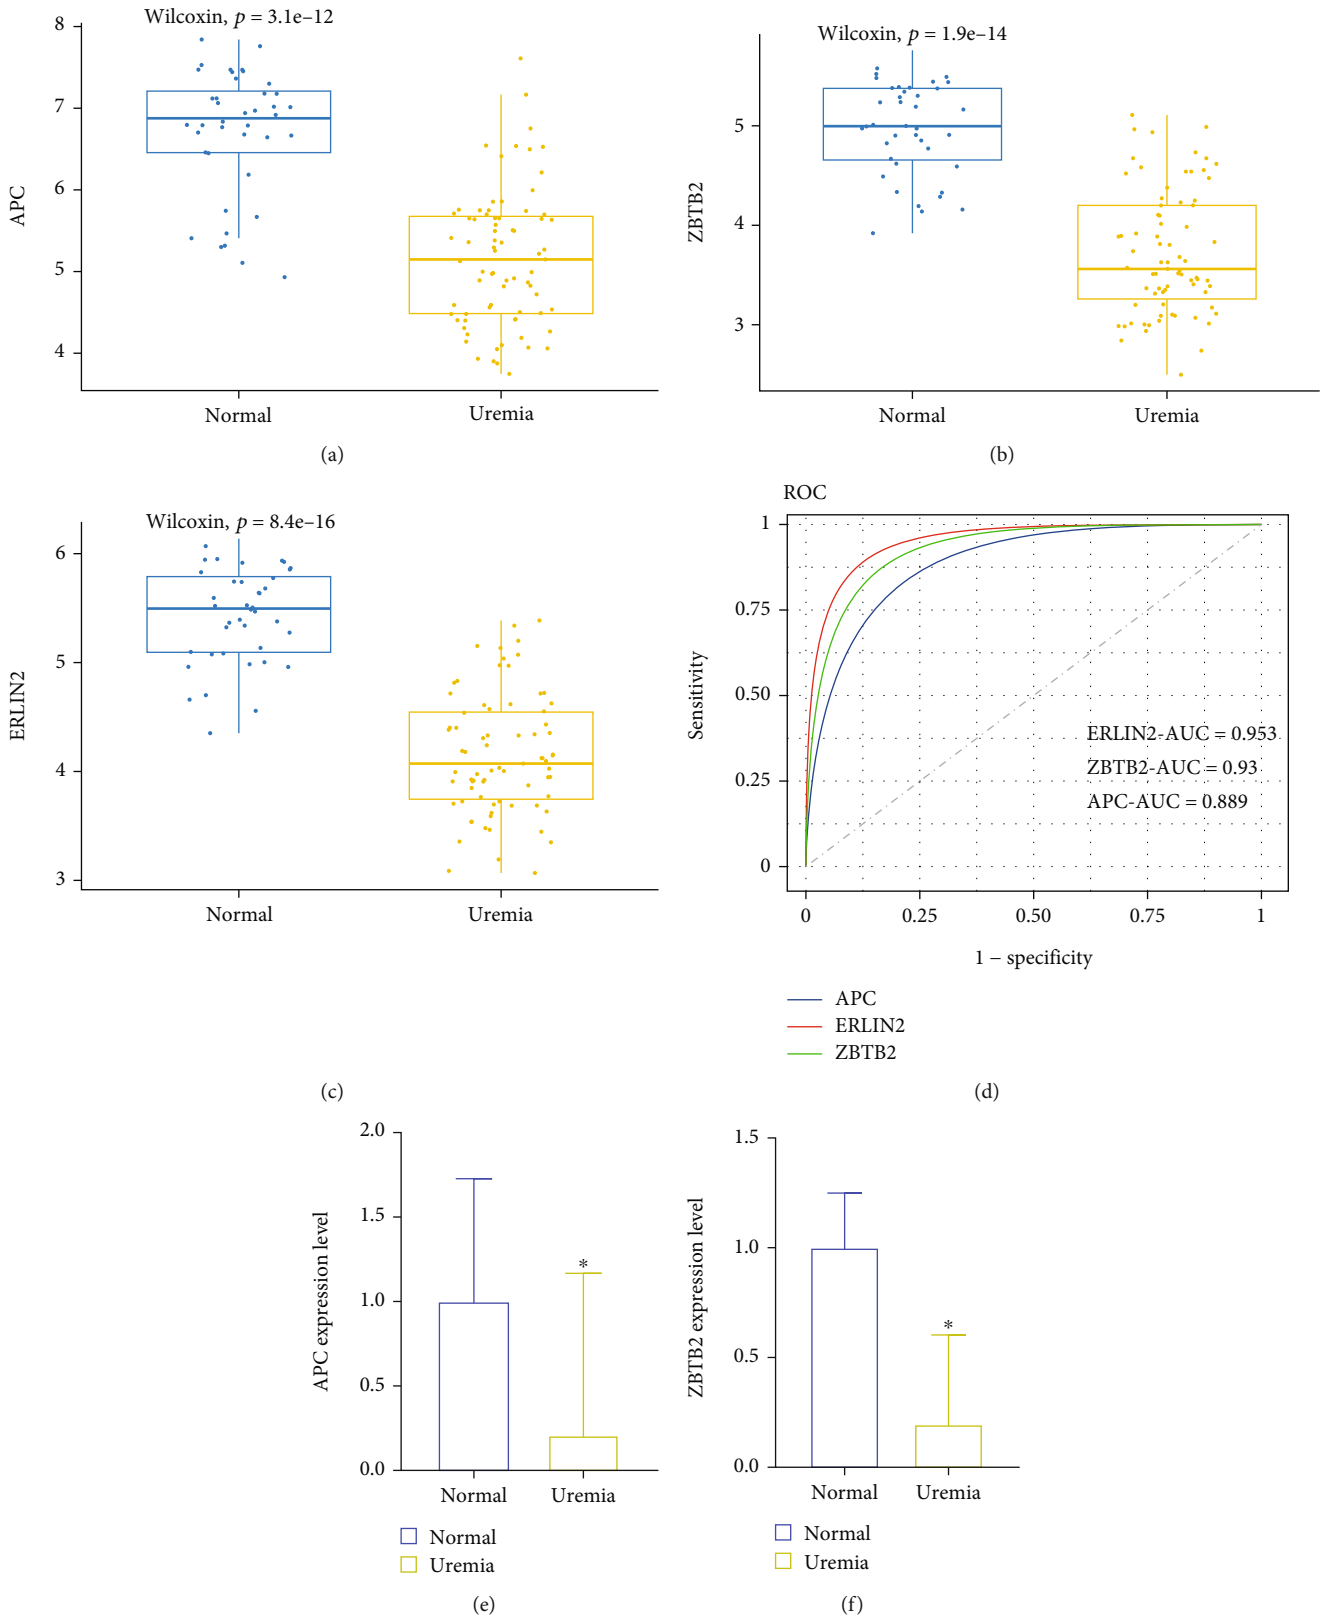 Wilcoxin, p = 3.1e–12
8
7
6
5
4
APC
Normal
Uremia
(a)
Wilcoxin, p = 1.9e–14
5
4
3
ZBTB2
Normal
Uremia
(b)
Wilcoxin, p = 8.4e–16
6
5
4
3
ERLIN2
Normal
Uremia
(c)
ROC
1
0.75
0.50
0.25
0
Sensitivity
ERLIN2-AUC = 0.953
ZBTB2-AUC = 0.93
APC-AUC = 0.889
0 0.25 0.50 0.75 1
1 − specificity
APC
ERLIN2
ZBTB2
(d)
2.0
1.5
1.0
0.5
0.0
APC expression level
*
Normal
Uremia
Normal
Uremia
(e)
1.5
1.0
0.5
0.0
ZBTB2 expression level
*
Normal
Uremia
Normal
Uremia
(f)